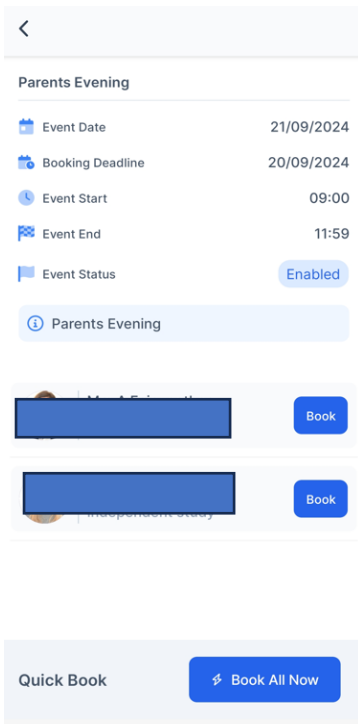 Parents Evening
Event Date 21/09/2024
Booking Deadline 20/09/2024
Event Start 09:00
Event End 11:59
Event Status Enabled
Parents Evening
Book
Book
Quick Book Book All Now